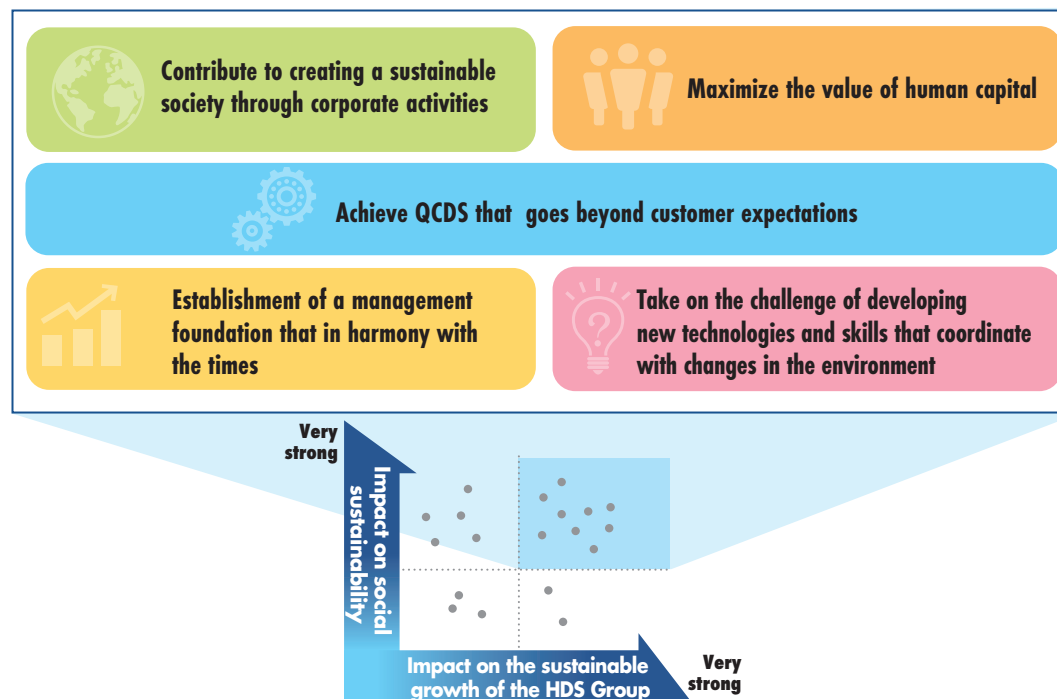 Contribute to creating a sustainable
society through corporate activities
Maximize the value of human capital
Achieve QCDS that goes beyond customer expectations
Establishment of a management
foundation that in harmony with
the times
Take on the challenge of developing
new technologies and skills that coordinate
with changes in the environment
?
Very
strong
Impact on social
sustainability
Impact on the sustainable
growth of the HDS Group
Very
strong